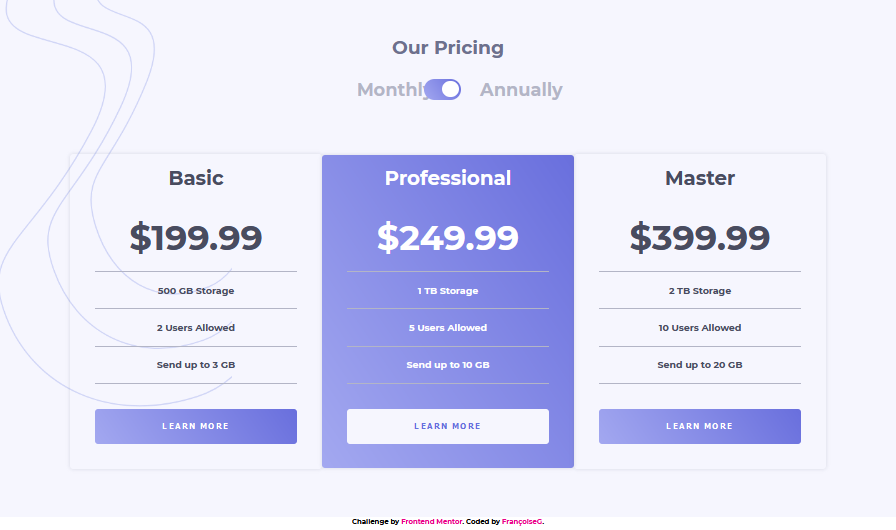 Our Pricing
Monthly Annually
Basic
$199.99
500 GB Storage
2 Users Allowed
Send up to 3 GB
LEARN MORE
Professional
$249.99
1 TB Storage
5 Users Allowed
Send up to 10 GB
LEARN MORE
Master
$399.99
2 TB Storage
10 Users Allowed
Send up to 20 GB
LEARN MORE
Challenge by Frontend Mentor. Coded by FrançoiseG.